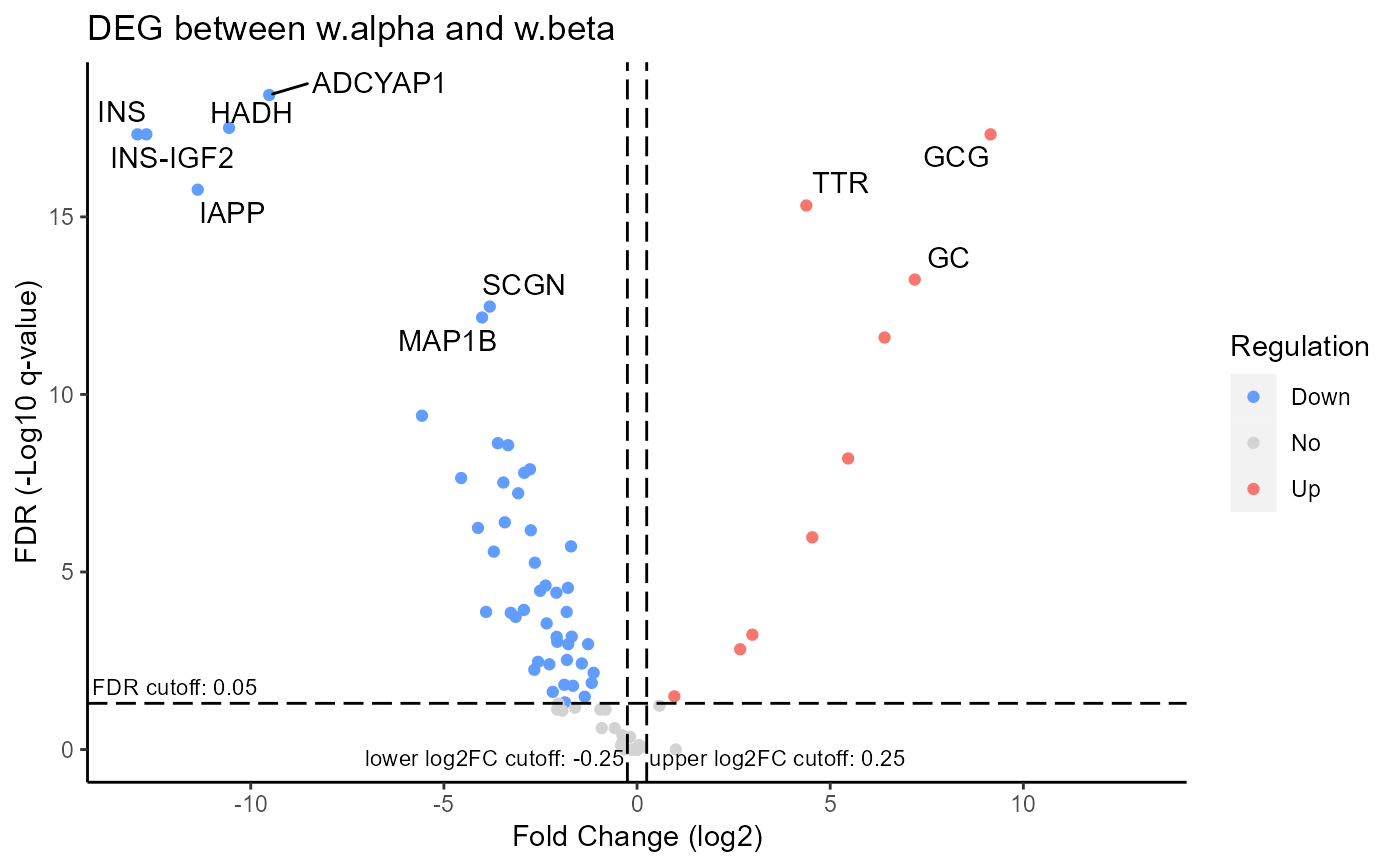 DEG between w.alpha and w.beta
ADCYAP1
INS
HADH
INS-IGF2
IAPP
GCG
TTR
GC
SCGN
MAP1B
FDR (-Log10 q-value)
15
10
5
0
FDR cutoff: 0.05
lower log2FC cutoff: -0.25
upper log2FC cutoff: 0.25
-10
-5
0
5
10
Fold Change (log2)
Regulation
Down
No
Up